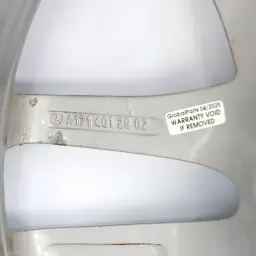 A171 401 28 02
GlobalParts 04/2025
WARRANTY VOID
IF REMOVED